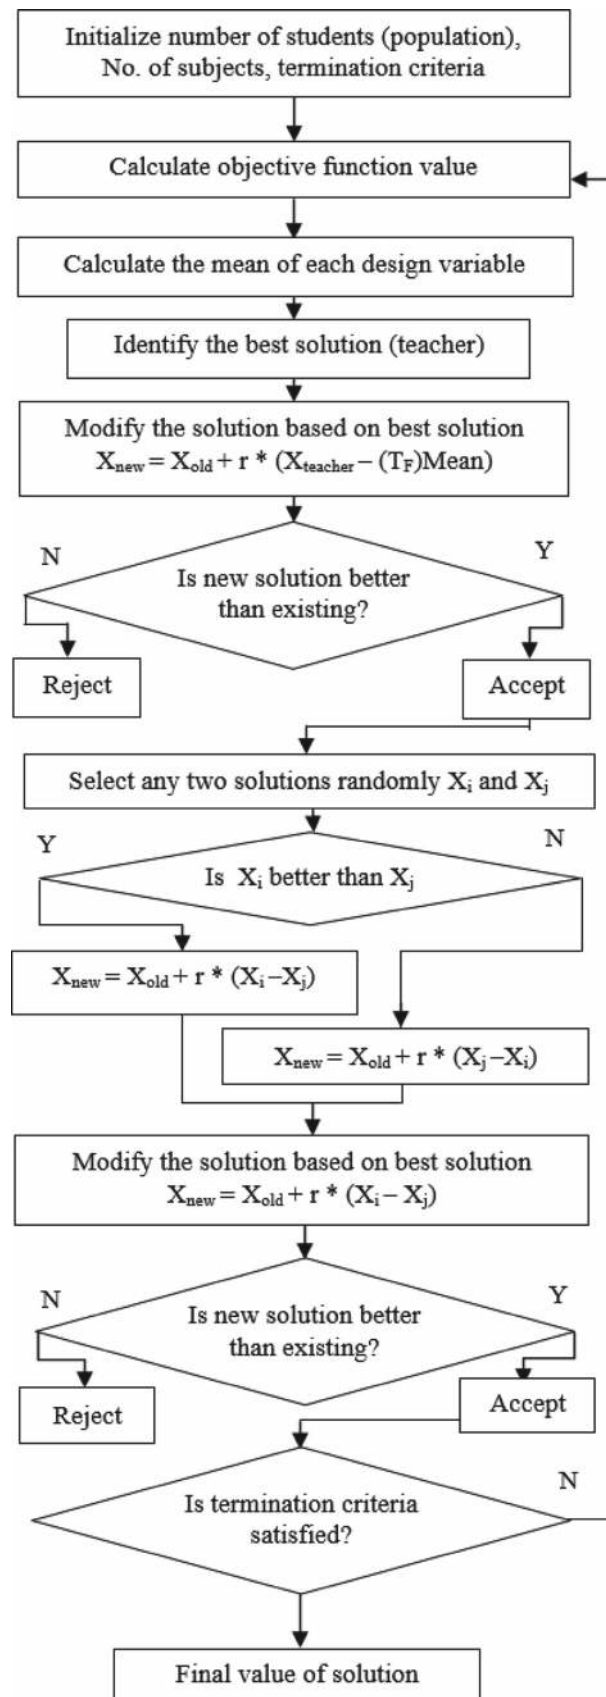 Initialize number of students (population),
No. of subjects, termination criteria
Calculate objective function value
Calculate the mean of each design variable
Identify the best solution (teacher)
Modify the solution based on best solution
Xnew = Xold + r * (Xteacher – (TF)Mean)
N
Y
Is new solution better
than existing?
Reject
Accept
Select any two solutions randomly Xi and Xj
Y
N
Is Xi better than Xj
Xnew = Xold + r * (Xi –Xj)
Xnew = Xold + r * (Xj –Xi)
Modify the solution based on best solution
Xnew = Xold + r * (Xi – Xj)
N
Y
Is new solution better
than existing?
Reject
Accept
Is termination criteria
satisfied?
N
Final value of solution